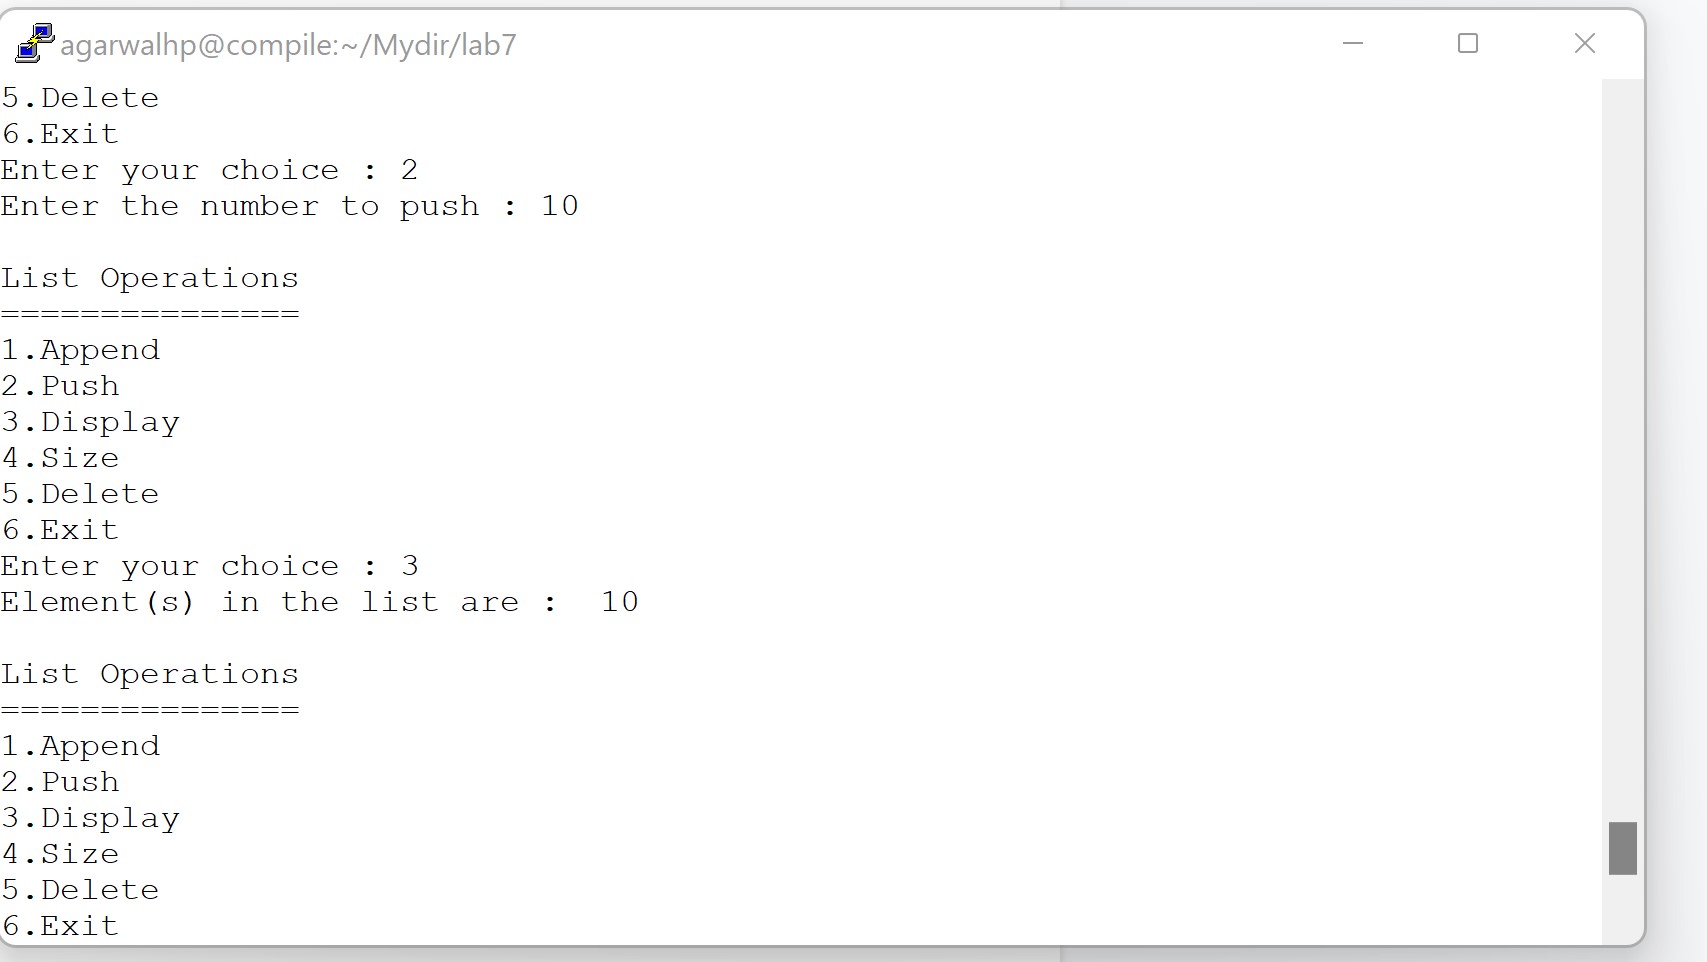 agarwalhp@compile:~/Mydir/lab7
5.Delete
6.Exit
Enter your choice : 2
Enter the number to push : 10
List Operations
===============
1.Append
2.Push
3.Display
4.Size
5.Delete
6.Exit
Enter your choice : 3
Element(s) in the list are :  10
List Operations
===============
1.Append
2.Push
3.Display
4.Size
5.Delete
6.Exit